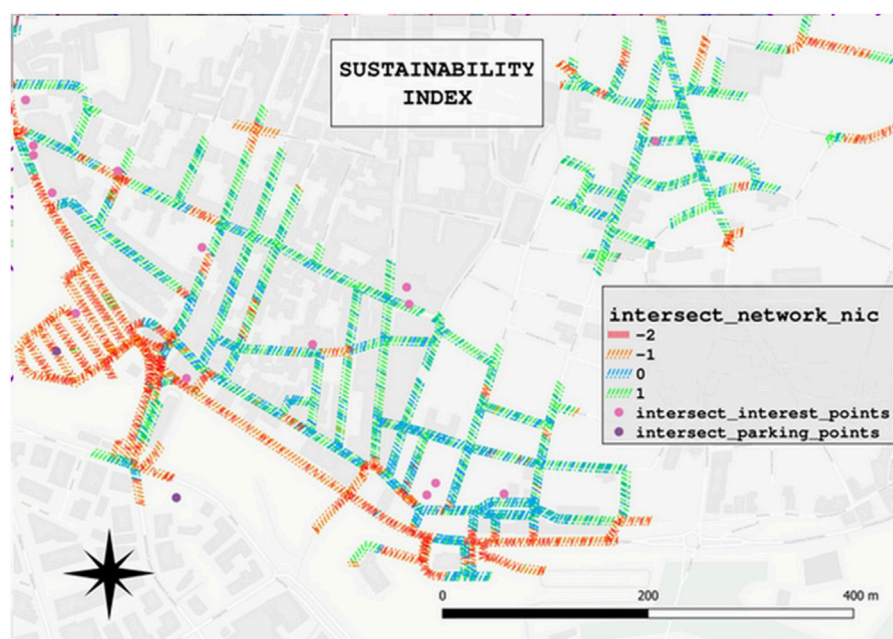 SUSTAINABILITY
INDEX
intersect_network_nic
-2
-1
0
1
intersect_interest_points
intersect_parking_points
0
200
400 m